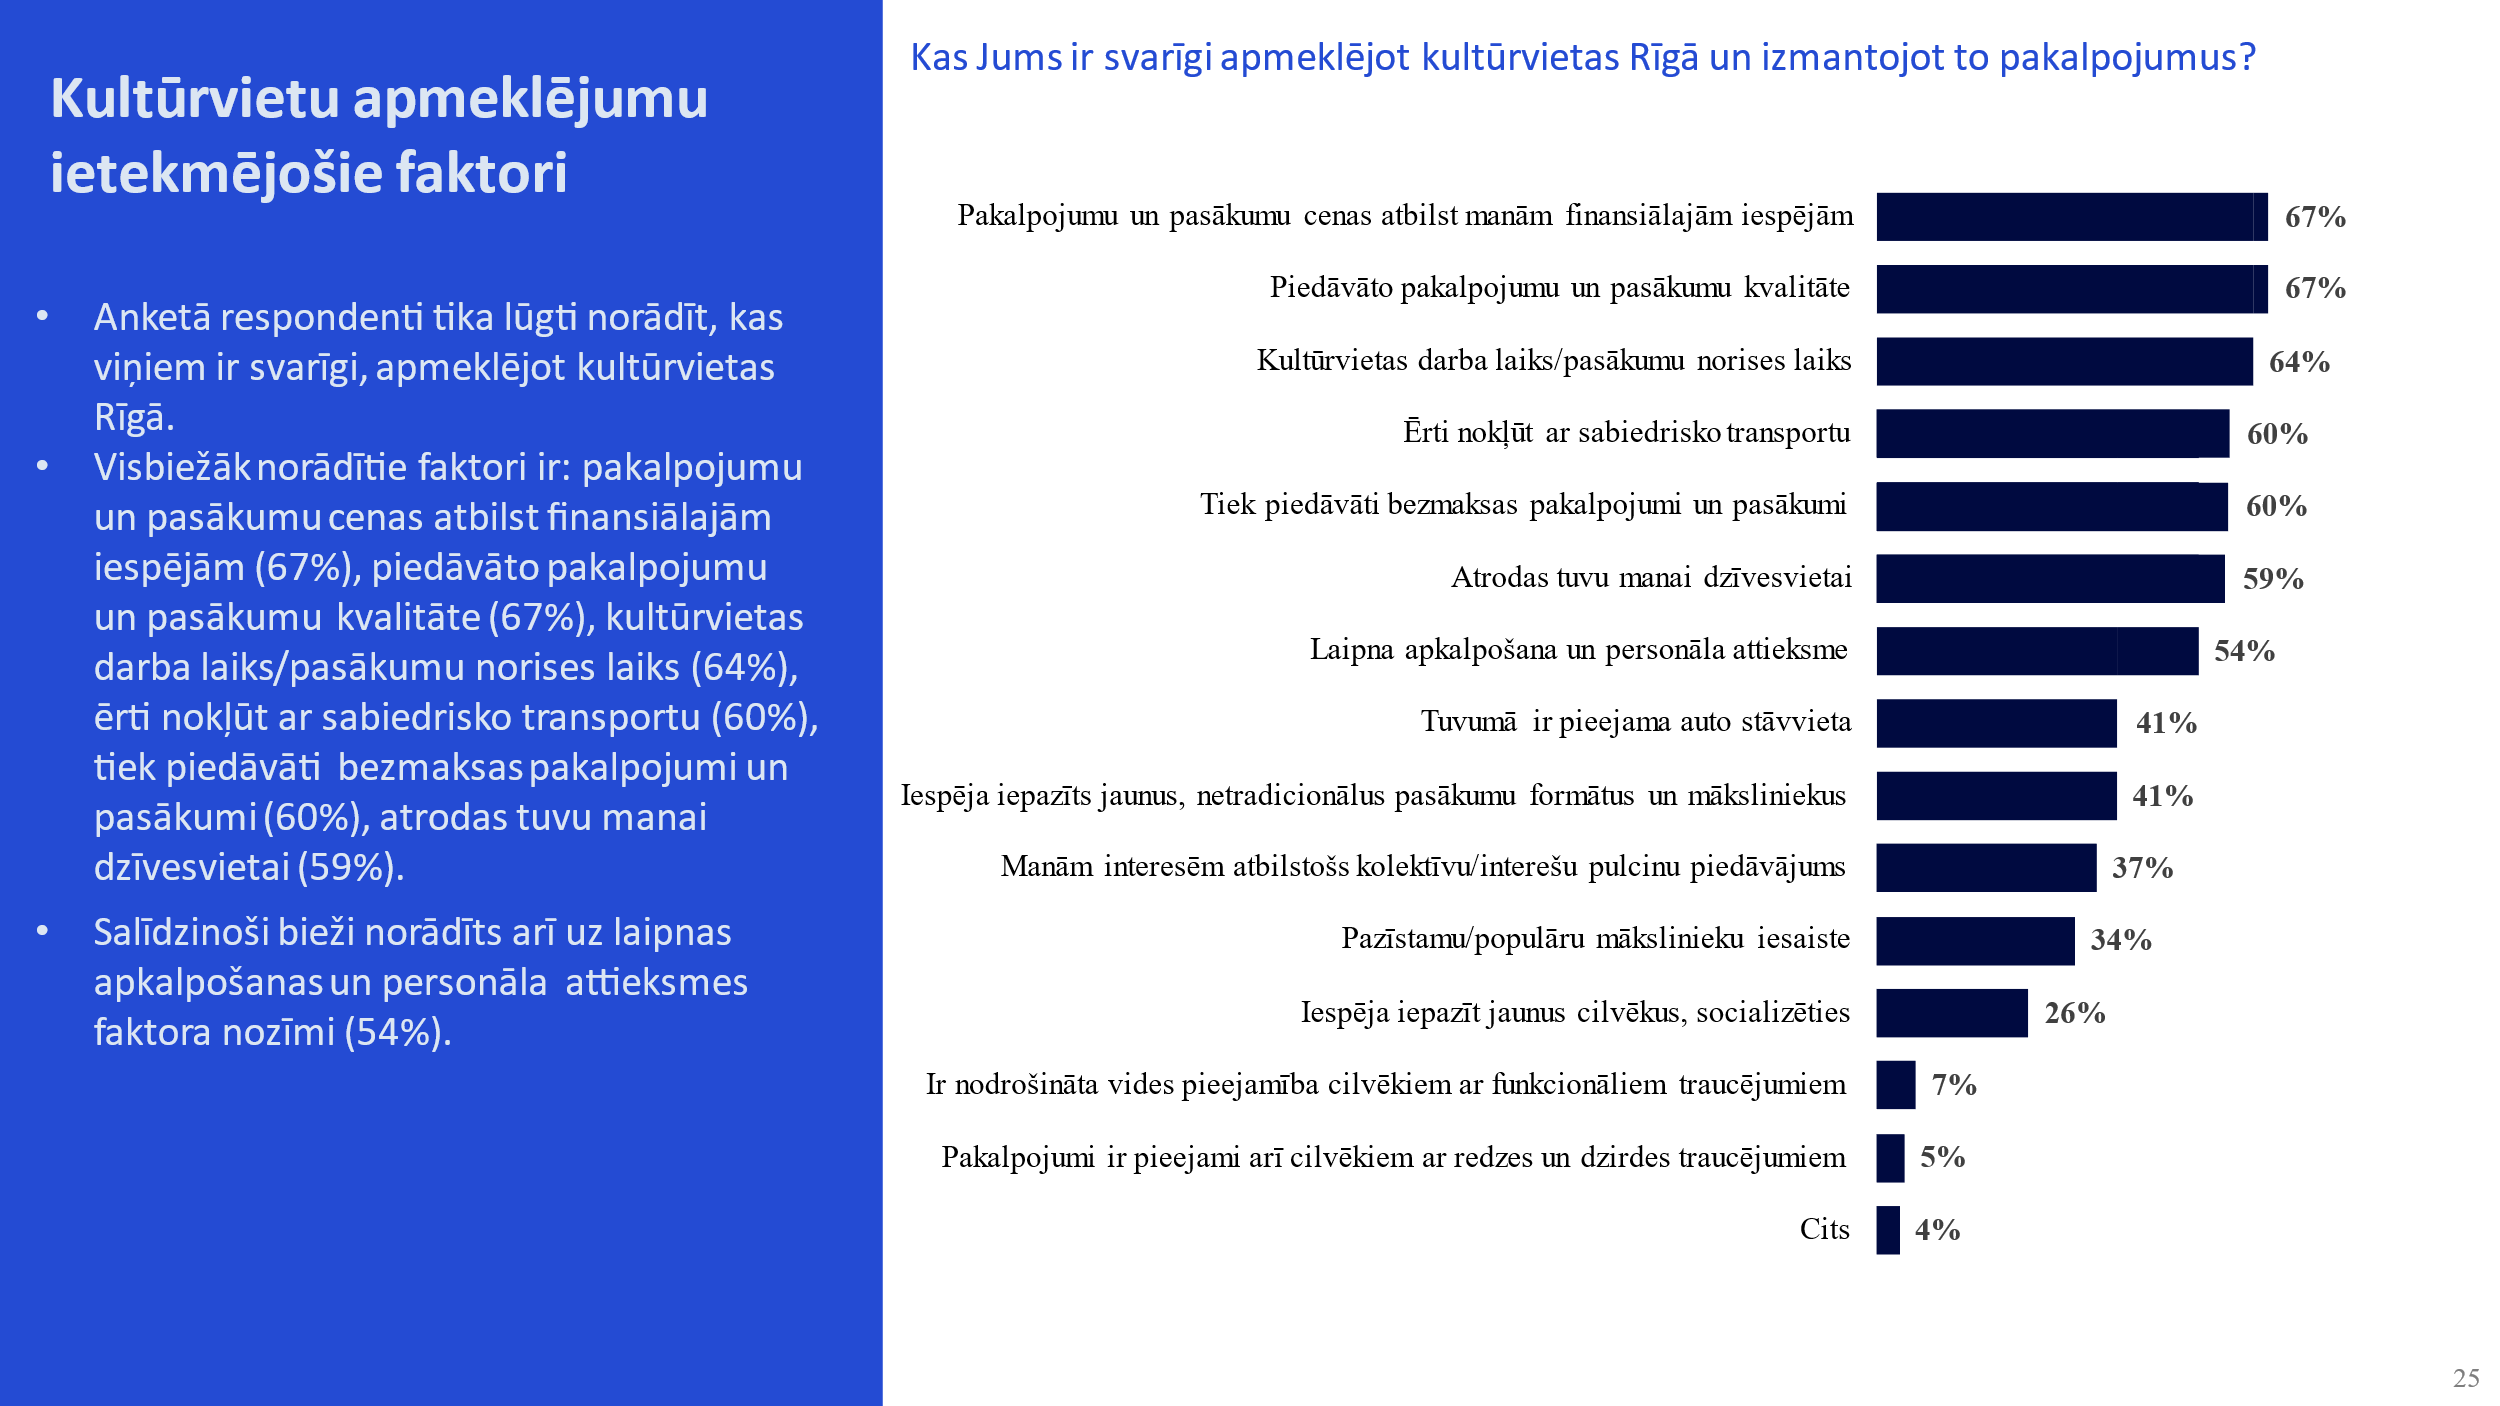 Kultūrvietu apmeklējumu
ietekmējošie faktori
• Anketā respondenti tika lūgti norādīt, kas
viņiem ir svarīgi, apmeklējot kultūrvietas
Rīgā.
• Visbiežāk norādītie faktori ir: pakalpojumu
un pasākumu cenas atbilst finansiālajām
iespējām (67%), piedāvāto pakalpojumu
un pasākumu kvalitāte (67%), kultūrvietas
darba laiks/pasākumu norises laiks (64%),
ērti nokļūt ar sabiedrisko transportu (60%),
tiek piedāvāti bezmaksas pakalpojumi un
pasākumi (60%), atrodas tuvu manai
dzīvesvietai (59%).
• Salīdzinoši bieži norādīts arī uz laipnas
apkalpošanas un personāla attieksmes
faktora nozīmi (54%).
Kas Jums ir svarīgi apmeklējot kultūrvietas Rīgā un izmantojot to pakalpojumus?
Pakalpojumu un pasākumu cenas atbilst manām finansiālajām iespējām 67%
Piedāvāto pakalpojumu un pasākumu kvalitāte 67%
Kultūrvietas darba laiks/pasākumu norises laiks 64%
Ērti nokļūt ar sabiedrisko transportu 60%
Tiek piedāvāti bezmaksas pakalpojumi un pasākumi 60%
Atrodas tuvu manai dzīvesvietai 59%
Laipna apkalpošana un personāla attieksme 54%
Tuvumā ir pieejama auto stāvvieta 41%
Iespēja iepazīts jaunus, netradicionālus pasākumu formātus un māksliniekus 41%
Manām interesēm atbilstošs kolektīvu/interešu pulcinu piedāvājums 37%
Pazīstamu/populāru mākslinieku iesaiste 34%
Iespēja iepazīt jaunus cilvēkus, socializēties 26%
Ir nodrošināta vides pieejamība cilvēkiem ar funkcionāliem traucējumiem 7%
Pakalpojumi ir pieejami arī cilvēkiem ar redzes un dzirdes traucējumiem 5%
Cits 4%
25